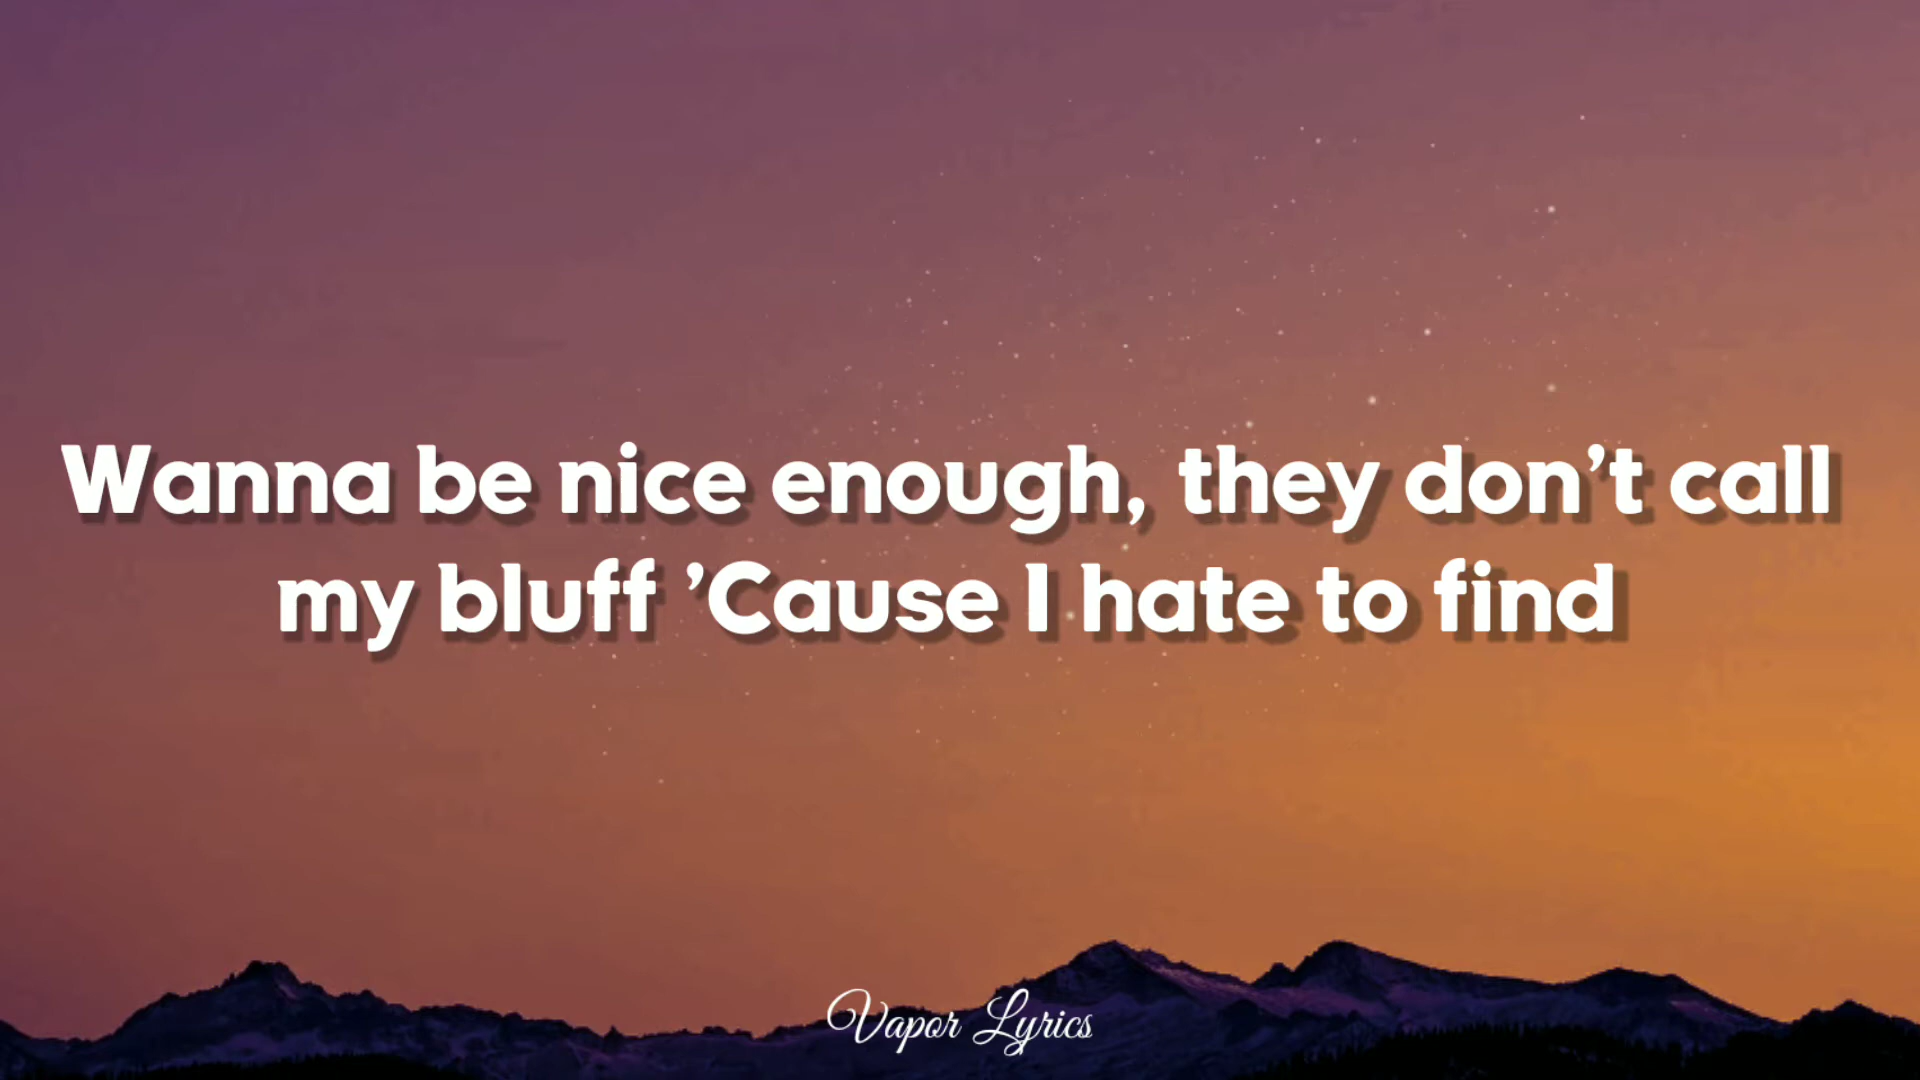 Wanna be nice enough, they don’t call
my bluff ’Cause I hate to find
Vapor Lyrics